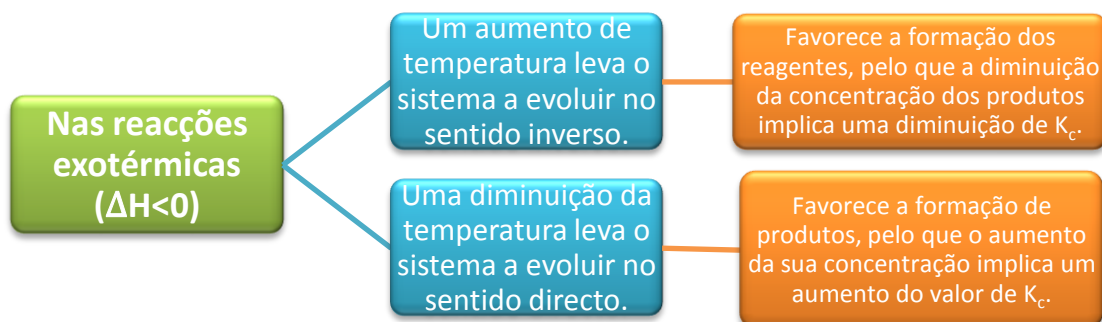 Nas reacções
exotérmicas
(ΔH<0)
Um aumento de
temperatura leva o
sistema a evoluir no
sentido inverso.
Favorece a formação dos
reagentes, pelo que a diminuição
da concentração dos produtos
implica uma diminuição de Kc.
Uma diminuição da
temperatura leva o
sistema a evoluir no
sentido directo.
Favorece a formação de
produtos, pelo que o aumento
da sua concentração implica um
aumento do valor de Kc.